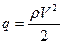 q = ρV²/2